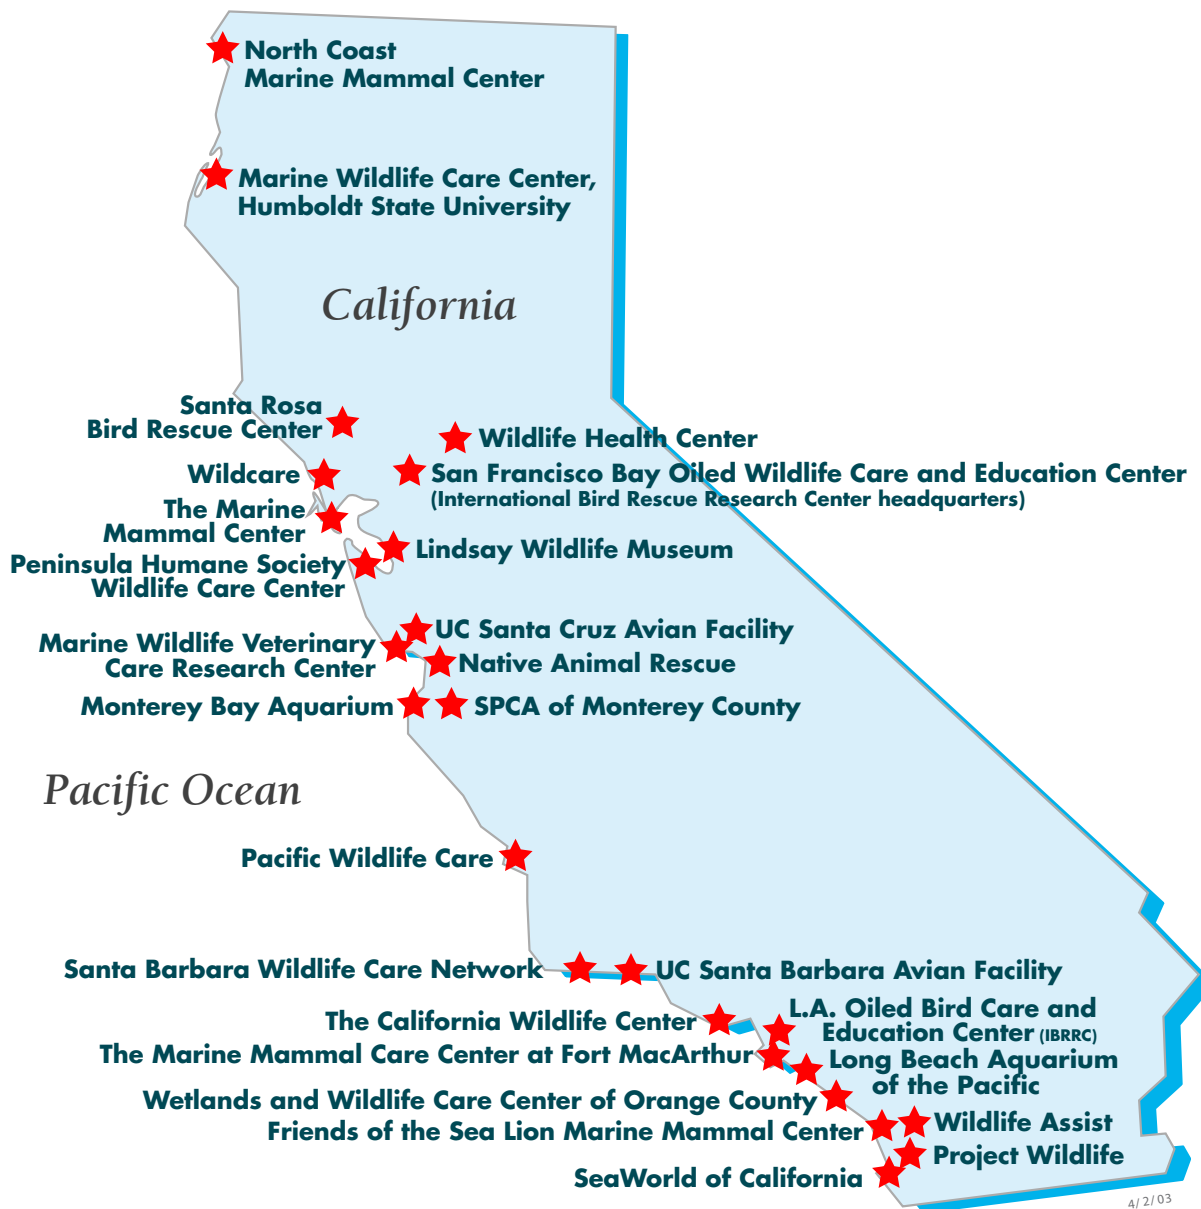 North Coast
Marine Mammal Center
Marine Wildlife Care Center,
Humboldt State University
California
Santa Rosa
Bird Rescue Center
Wildlife Health Center
Wildcare
San Francisco Bay Oiled Wildlife Care and Education Center
(International Bird Rescue Research Center headquarters)
The Marine
Mammal Center
Lindsay Wildlife Museum
Peninsula Humane Society
Wildlife Care Center
UC Santa Cruz Avian Facility
Marine Wildlife Veterinary
Care Research Center
Native Animal Rescue
Monterey Bay Aquarium
SPCA of Monterey County
Pacific Ocean
Pacific Wildlife Care
Santa Barbara Wildlife Care Network
UC Santa Barbara Avian Facility
The California Wildlife Center
L.A. Oiled Bird Care and
Education Center (IBRRC)
The Marine Mammal Care Center at Fort MacArthur
Long Beach Aquarium
of the Pacific
Wetlands and Wildlife Care Center of Orange County
Friends of the Sea Lion Marine Mammal Center
Wildlife Assist
Project Wildlife
SeaWorld of California
4/2/03